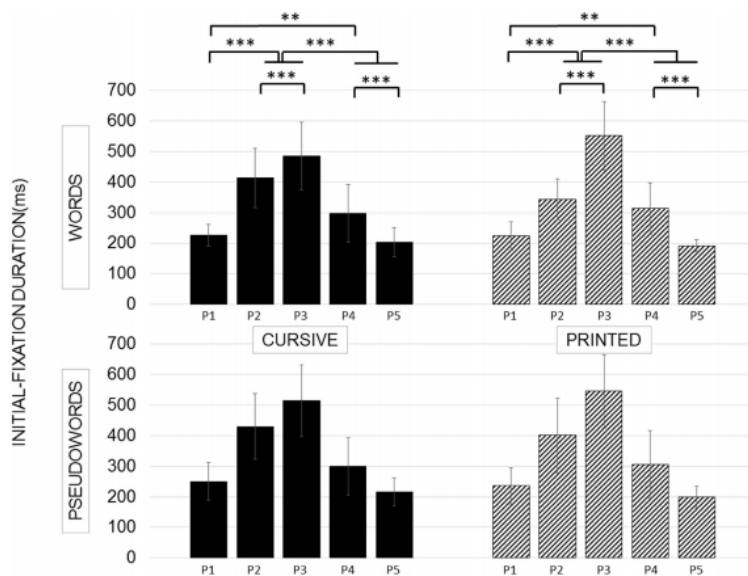 ** **
*** *** *** ***
*** *** *** ***
INITIAL-FIXATION DURATION(ms)
WORDS
700
600
500
400
300
200
100
0
P1 P2 P3 P4 P5 P1 P2 P3 P4 P5
CURSIVE PRINTED
PSEUDOWORDS
700
600
500
400
300
200
100
0
P1 P2 P3 P4 P5 P1 P2 P3 P4 P5